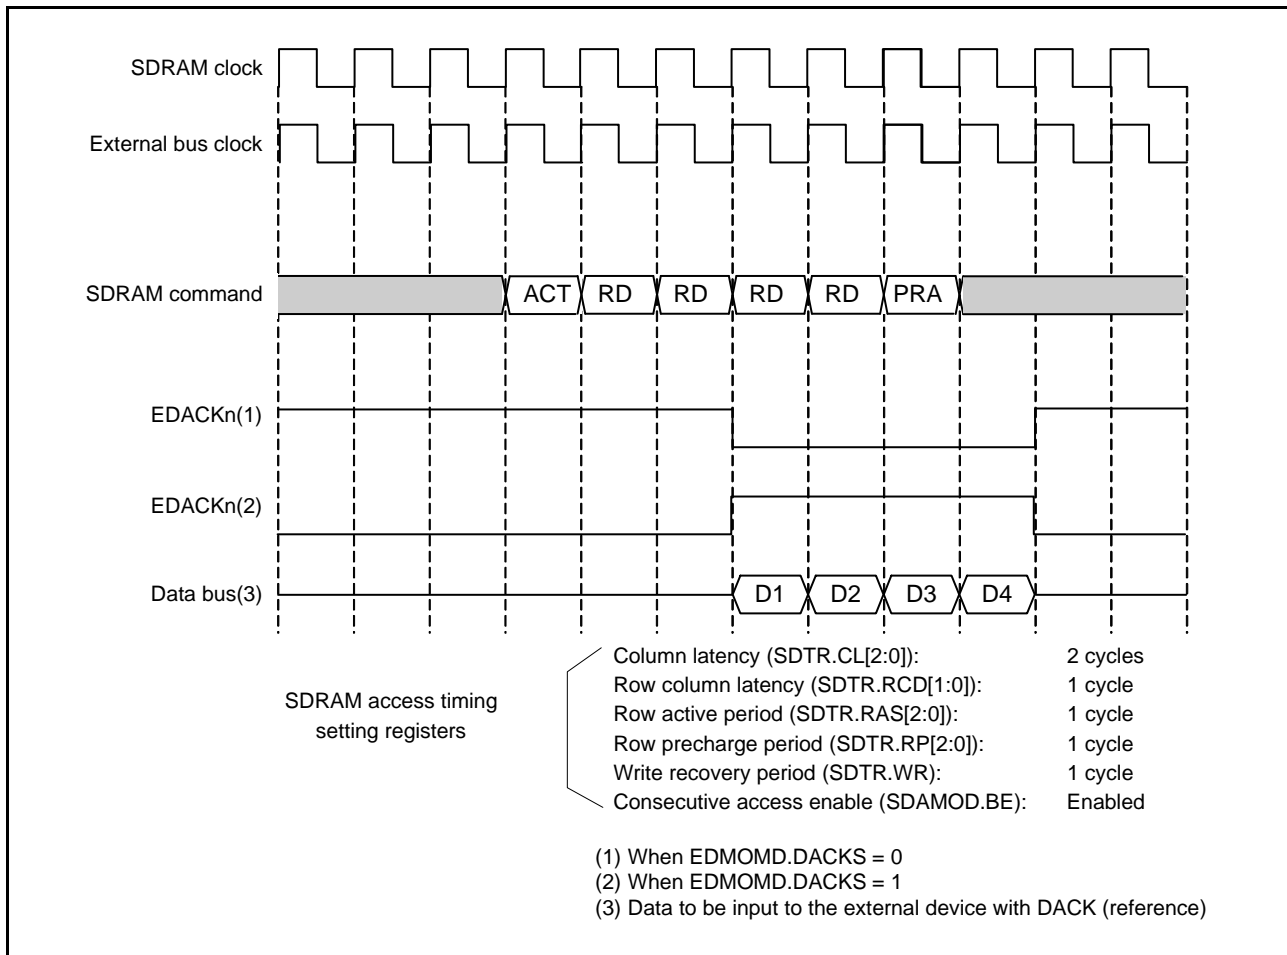 SDRAM clock
External bus clock
SDRAM command ACT RD RD RD RD PRA
EDACKn(1)
EDACKn(2)
Data bus(3) D1 D2 D3 D4
SDRAM access timing
setting registers
Column latency (SDTR.CL[2:0]): 2 cycles
Row column latency (SDTR.RCD[1:0]): 1 cycle
Row active period (SDTR.RAS[2:0]): 1 cycle
Row precharge period (SDTR.RP[2:0]): 1 cycle
Write recovery period (SDTR.WR): 1 cycle
Consecutive access enable (SDAMOD.BE): Enabled
(1) When EDMOMD.DACKS = 0
(2) When EDMOMD.DACKS = 1
(3) Data to be input to the external device with DACK (reference)